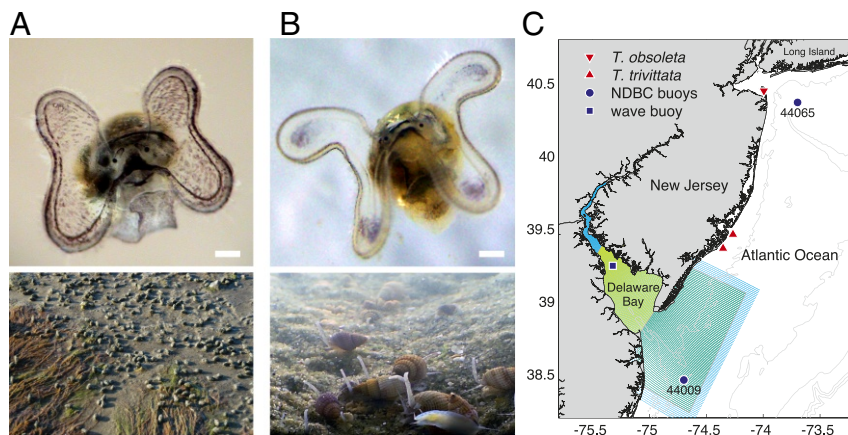 A
B
C
T. obsoleta
T. trivittata
NDBC buoys
wave buoy
Long Island
44065
New Jersey
Atlantic Ocean
Delaware
Bay
44009
40.5
40
39.5
39
38.5
-75.5
-75
-74.5
-74
-73.5